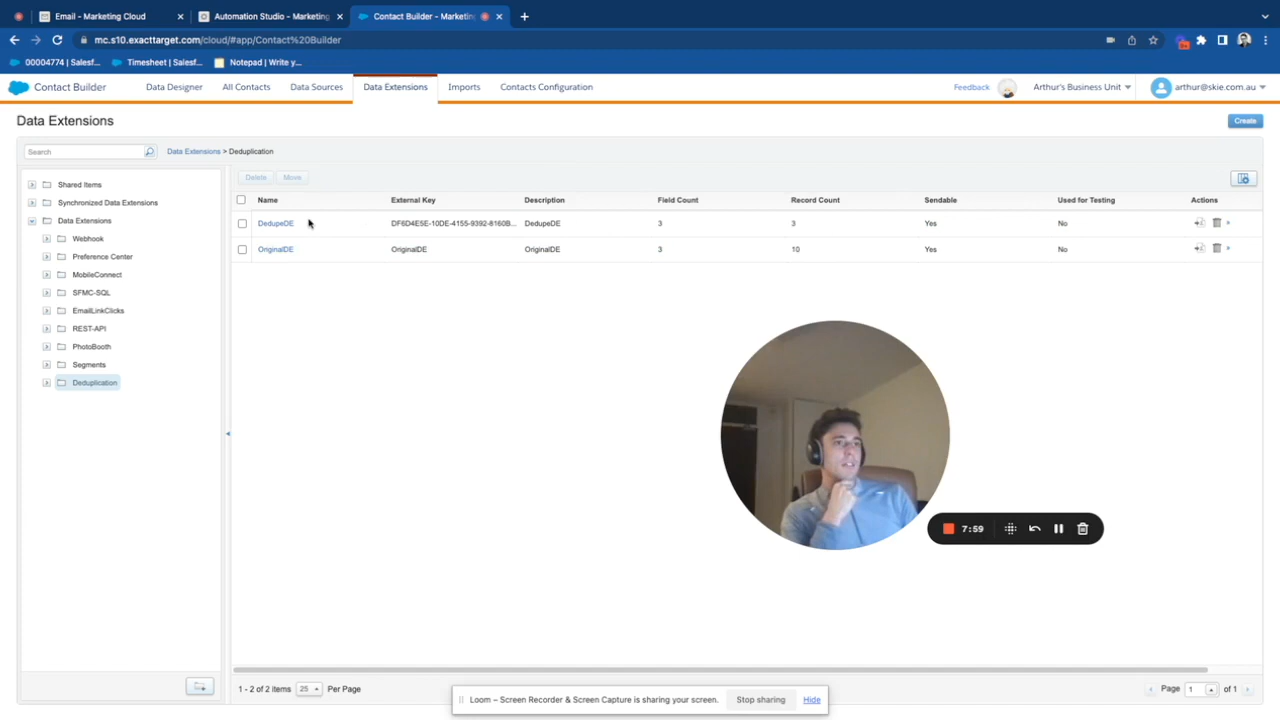 Email - Marketing Cloud
Automation Studio - Marketing
Contact Builder - Marketin
mc.s10.exacttarget.com/cloud/#app/Contact%20Builder
00004774 | Salesf...
Timesheet | Salesf...
Notepad | Write y...
Contact Builder
Data Designer
All Contacts
Data Sources
Data Extensions
Imports
Contacts Configuration
Feedback
Arthur's Business Unit
arthur@skie.com.au
Data Extensions
Create
Search
Data Extensions > Deduplication
Delete
Move
Shared Items
Synchronized Data Extensions
Data Extensions
Webhook
Preference Center
MobileConnect
SFMC-SQL
EmailLinkClicks
REST-API
PhotoBooth
Segments
Deduplication
Name External Key Description Field Count Record Count Sendable Used for Testing Actions
DedupeDE DF6D4E5E-10DE-4155-9392-8160B... DedupeDE 3 3 Yes No
OriginalDE OriginalDE OriginalDE 3 10 Yes No
7:59
1 - 2 of 2 items 25 Per Page
Page 1 of 1
Loom – Screen Recorder & Screen Capture is sharing your screen.
Stop sharing
Hide